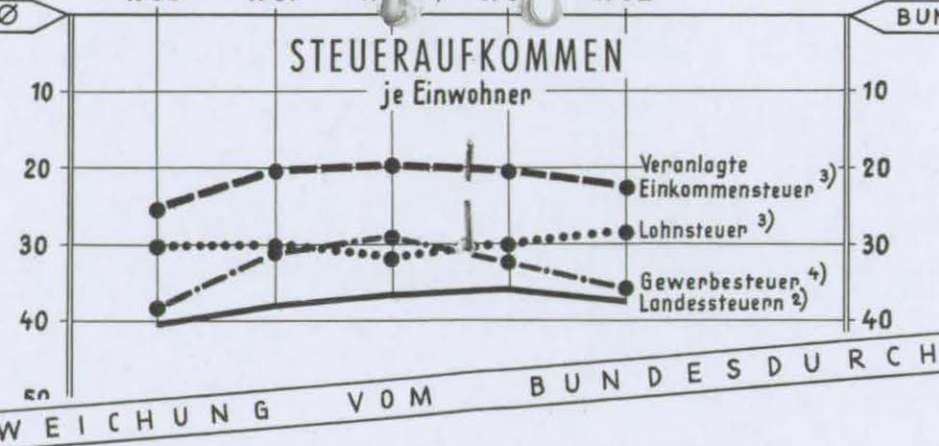 Ø
BUN
STEUERAUFKOMMEN
je Einwohner
10
10
20
20
Veranlagte
Einkommensteuer 3)
Lohnsteuer 3)
30
30
Gewerbesteuer 4)
Landessteuern 2)
40
40
WEICHUNG VOM BUNDESDURCH